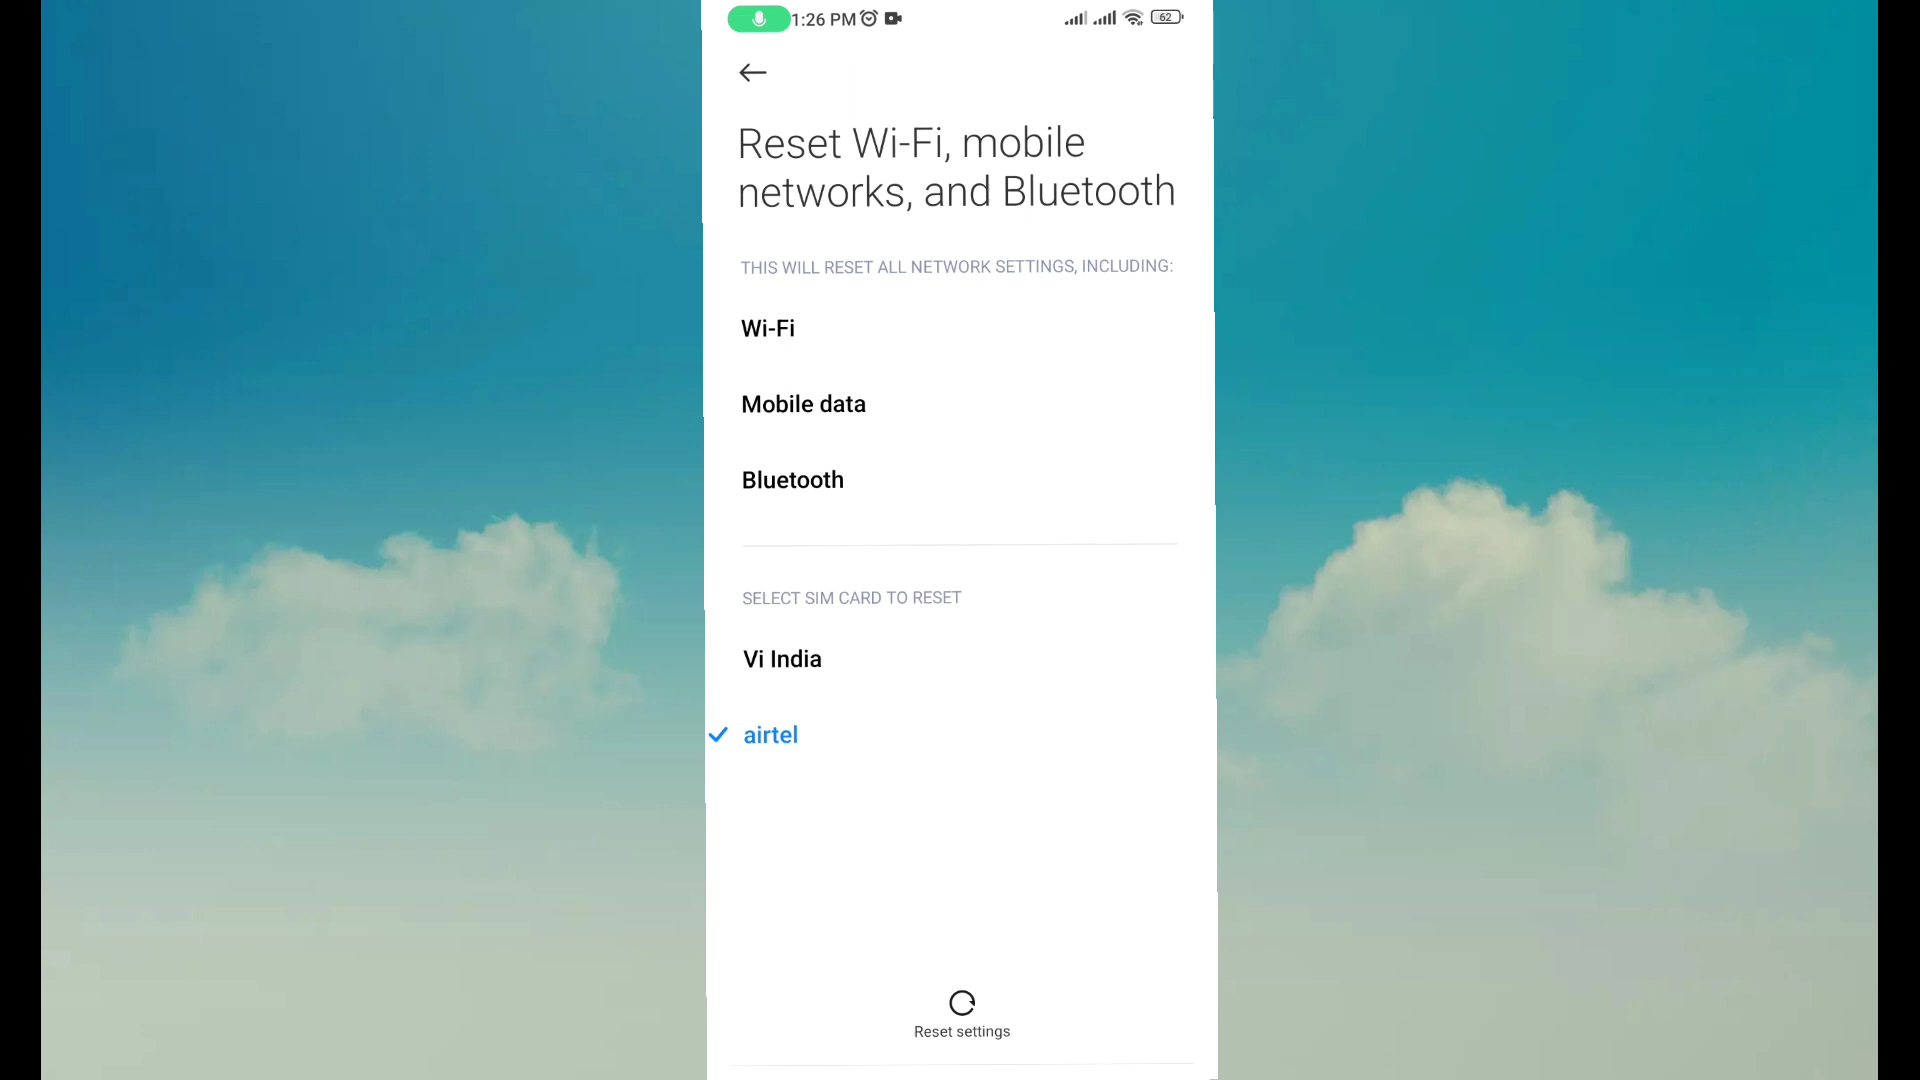 1:26 PM
62
Reset Wi-Fi, mobile
networks, and Bluetooth
THIS WILL RESET ALL NETWORK SETTINGS, INCLUDING:
Wi-Fi
Mobile data
Bluetooth
SELECT SIM CARD TO RESET
Vi India
airtel
Reset settings